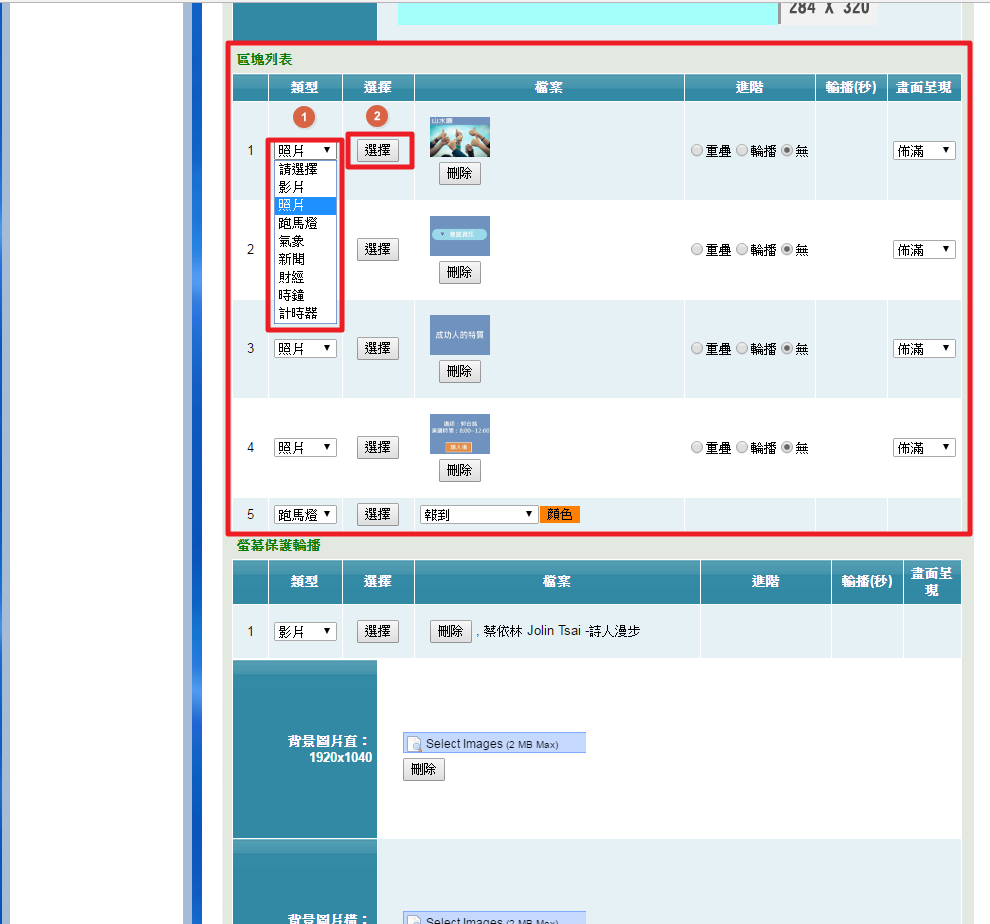 284 X 320
區塊列表
類型 選擇 檔案 進階 輪播(秒) 畫面呈現
1 2
山水廳
1 照片 選擇 重疊 輪播 無 佈滿
刪除
請選擇
影片
照片
跑馬燈
氣象
新聞
財經
時鐘
計時器
2 選擇 重疊 輪播 無 佈滿
刪除
成功人的特質
3 照片 選擇 重疊 輪播 無 佈滿
刪除
4 照片 選擇 重疊 輪播 無 佈滿
刪除
5 跑馬燈 選擇 報到 顏色
螢幕保護輪播
類型 選擇 檔案 進階 輪播(秒) 畫面呈
現
1 影片 選擇 刪除 , 蔡依林 Jolin Tsai -詩人漫步
背景圖片直：
1920x1040
Select Images (2 MB Max)
刪除
背景圖片橫：
Select Images (2 MB Max)